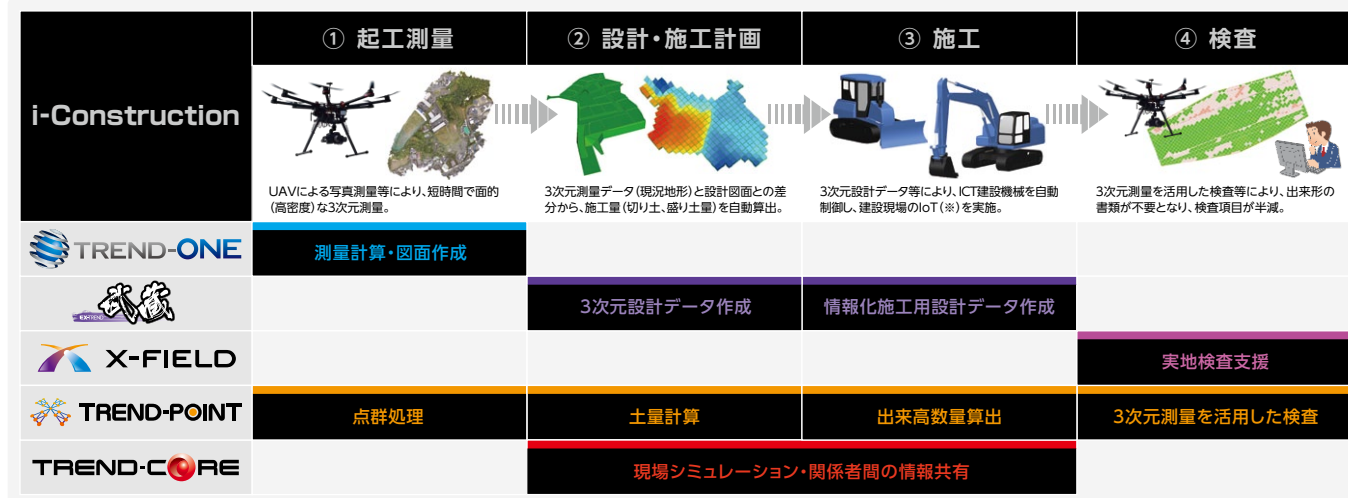 i-Construction
① 起工測量
② 設計・施工計画
③ 施工
④ 検査
UAVによる写真測量等により、短時間で面的
(高密度)な3次元測量。
3次元測量データ(現況地形)と設計図面との差
分から、施工量(切り土、盛り土量)を自動算出。
3次元設計データ等により、ICT建設機械を自動
制御し、建設現場のIoT(※)を実施。
3次元測量を活用した検査等により、出来形の
書類が不要となり、検査項目が半減。
TREND-ONE
測量計算・図面作成
EX-TREND
武蔵
3次元設計データ作成
情報化施工用設計データ作成
X-FIELD
実地検査支援
TREND-POINT
点群処理
土量計算
出来高数量算出
3次元測量を活用した検査
TREND-CORE
現場シミュレーション・関係者間の情報共有